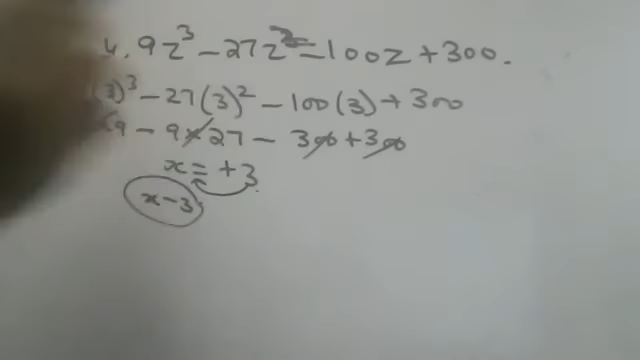 4. 9z³ - 27z² - 100z + 300.
3)³ - 27(3)² - 100(3) + 300
9 - 9×27 - 300 + 300
x = +3
x - 3